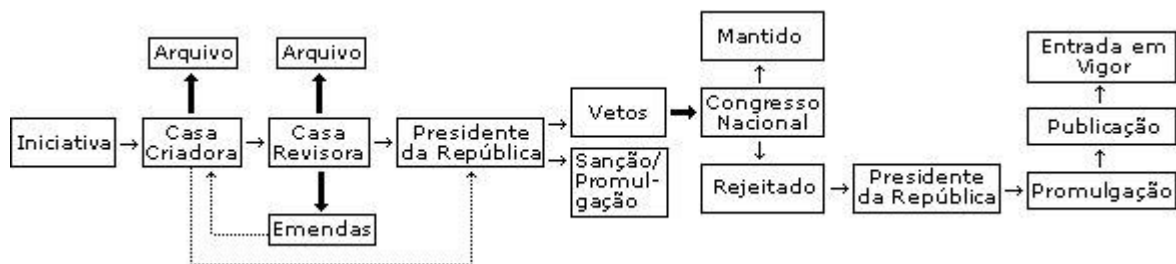 Iniciativa
Arquivo
Casa
Criadora
Arquivo
Casa
Revisora
Emendas
Presidente
da República
Vetos
Sanção/
Promul-
gação
Mantido
Congresso
Nacional
Rejeitado
Presidente
da República
Promulgação
Publicação
Entrada em
Vigor